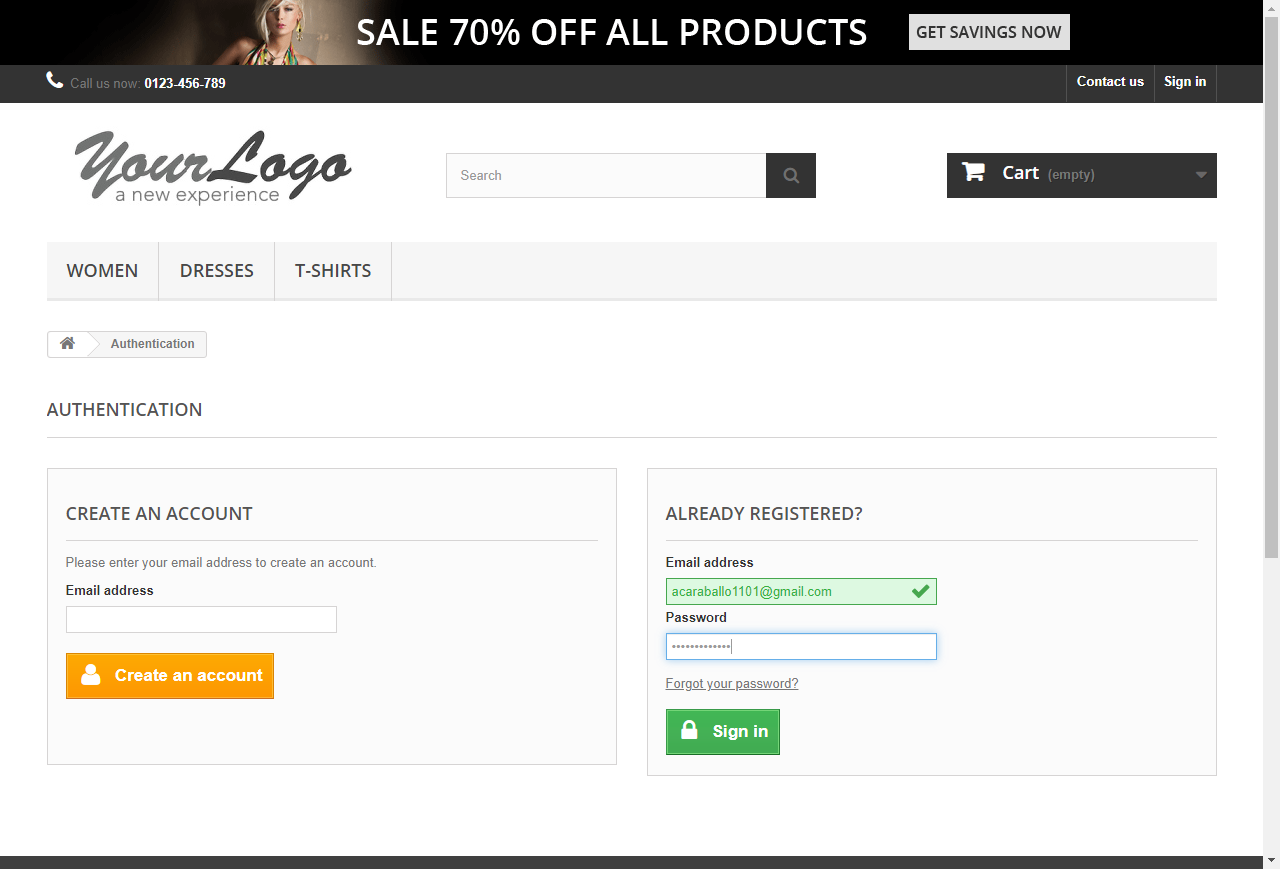 SALE 70% OFF ALL PRODUCTS GET SAVINGS NOW
Call us now: 0123-456-789 Contact us Sign in
YourLogo
a new experience
Search
Cart (empty)
WOMEN DRESSES T-SHIRTS
Authentication
AUTHENTICATION
CREATE AN ACCOUNT
Please enter your email address to create an account.
Email address
Create an account
ALREADY REGISTERED?
Email address
acaraballo1101@gmail.com
Password
•••••••••••••
Forgot your password?
Sign in